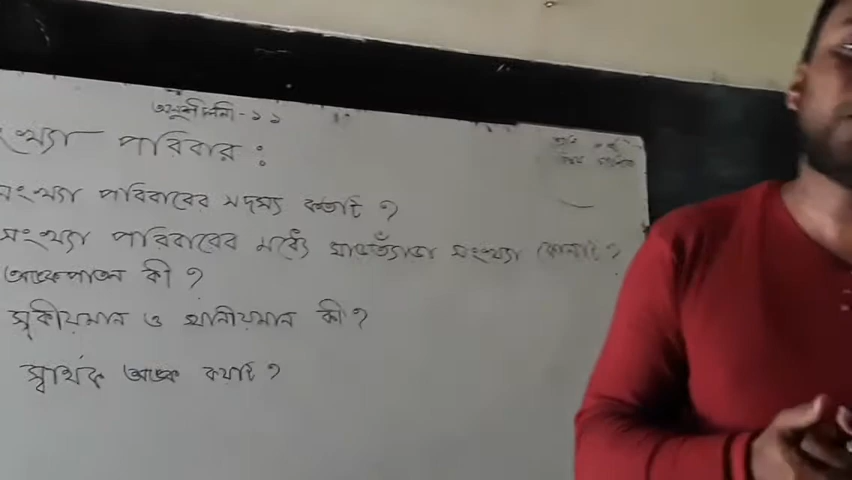 অনুশীলনী - ১১
সংখ্যা পরিবার :
সংখ্যা পরিবারের সদস্য কতটি ?
সংখ্যা পরিবারের মধ্যে সংখ্যা কোনটি ?
অঙ্কপাতন কী ?
স্বকীয়মান ও স্থানীয়মান কী ?
স্বার্থক অঙ্ক কয়টি ?